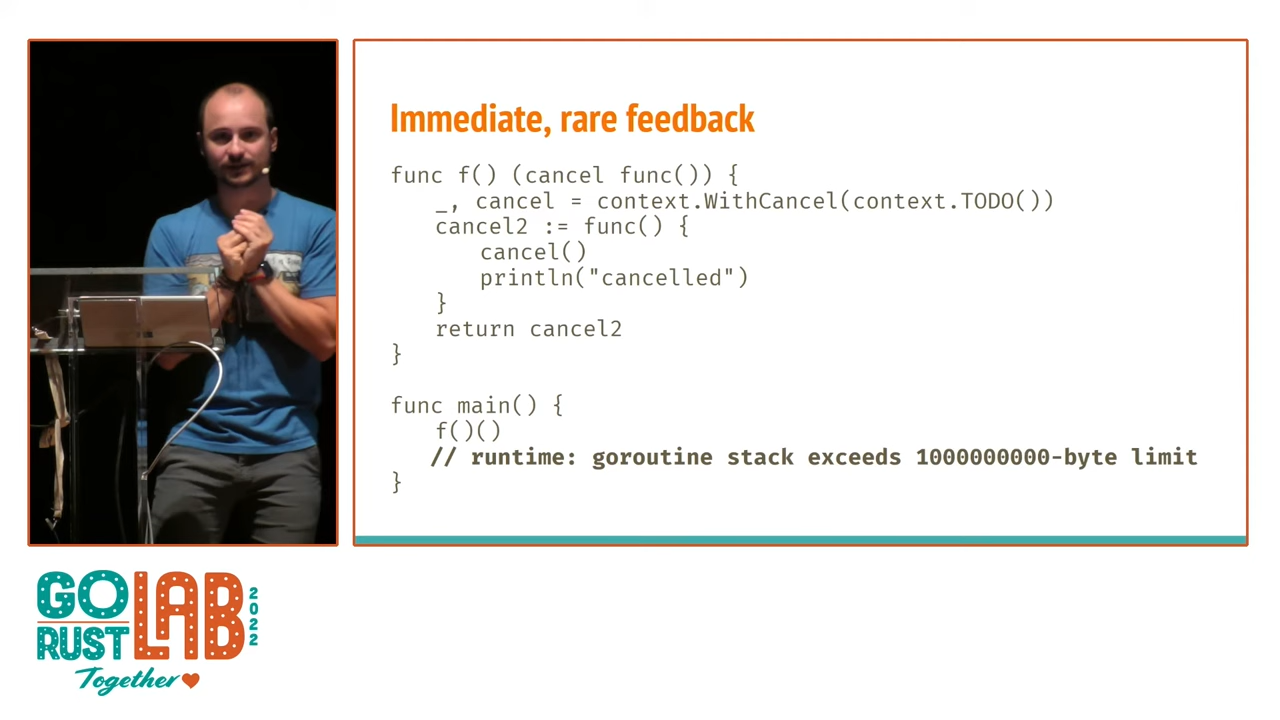 Immediate, rare feedback
func f() (cancel func()) {
    _, cancel = context.WithCancel(context.TODO())
    cancel2 := func() {
        cancel()
        println("cancelled")
    }
    return cancel2
}
func main() {
    f()()
    // runtime: goroutine stack exceeds 1000000000-byte limit
}
GO
RUST
LAB
2022
Together